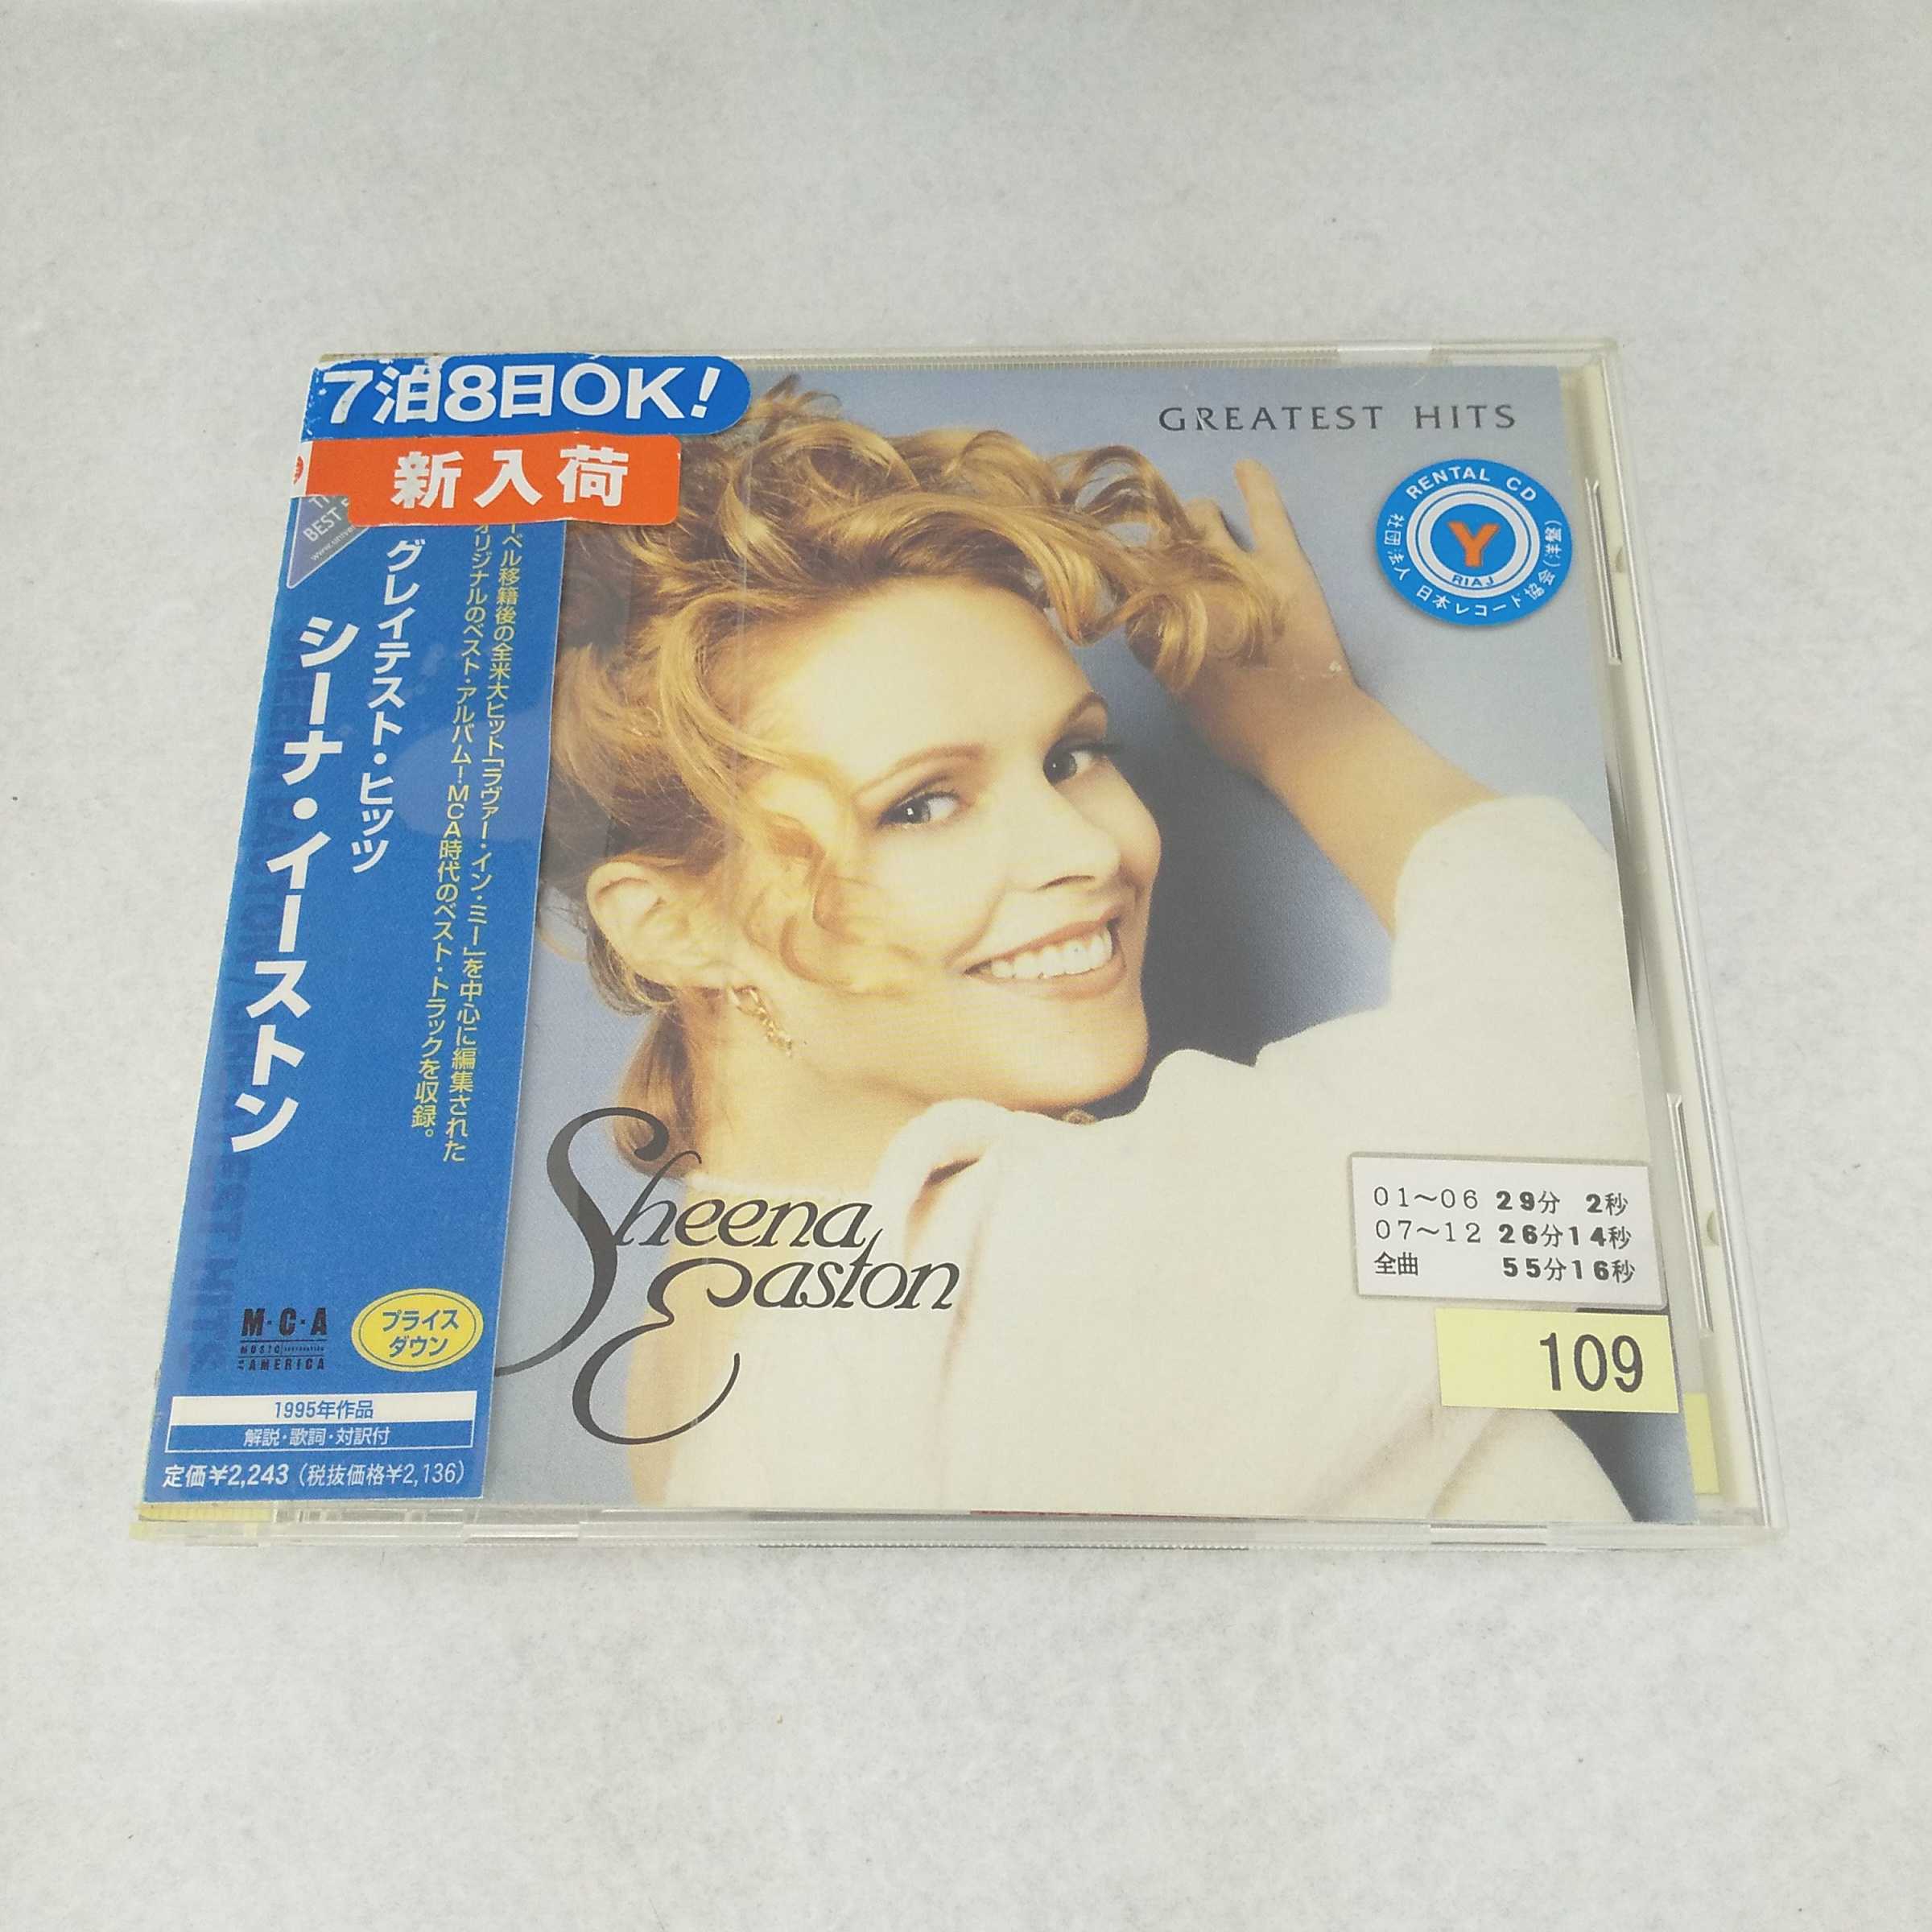 7泊8日OK!
新入荷
BEST
GREATEST HITS
RENTAL CD
Y
RIAJ
社団法人 日本レコード協会(洋盤)
ーベル移籍後の全米大ヒット「ラヴァー・イン・ミー」を中心に編集された
オリジナルのベスト・アルバム!MCA時代のベスト・トラックを収録。
グレイテスト・ヒッツ
シーナ・イーストン
Sheena
Easton
01～06 29分 2秒
07～12 26分14秒
全曲 55分16秒
109
M・C・A
MUSIC
AMERICA
プライス
ダウン
1995年作品
解説・歌詞・対訳付
定価¥2,243（税抜価格¥2,136）